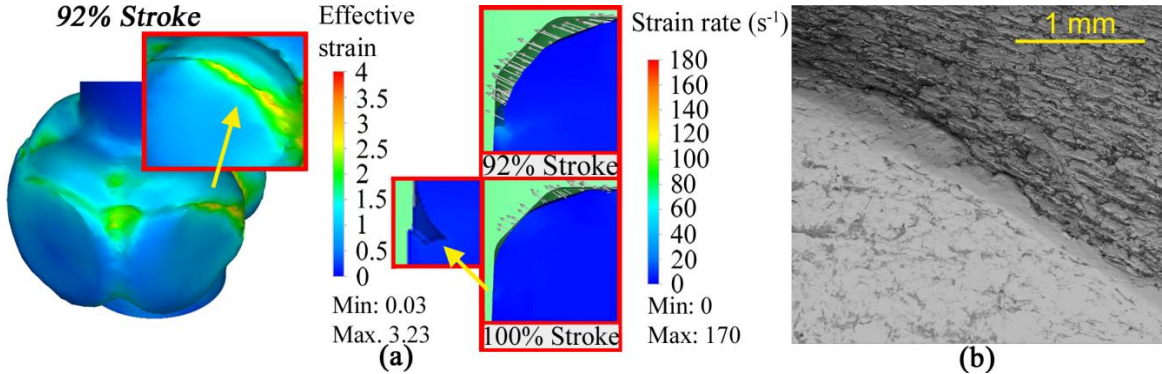 92% Stroke
Effective
strain
4
3.5
3
2.5
2
1.5
1
0.5
0
Min: 0.03
Max. 3.23
92% Stroke
100% Stroke
Strain rate (s⁻¹)
180
160
140
120
100
80
60
40
20
0
Min: 0
Max: 170
(a)
1 mm
(b)